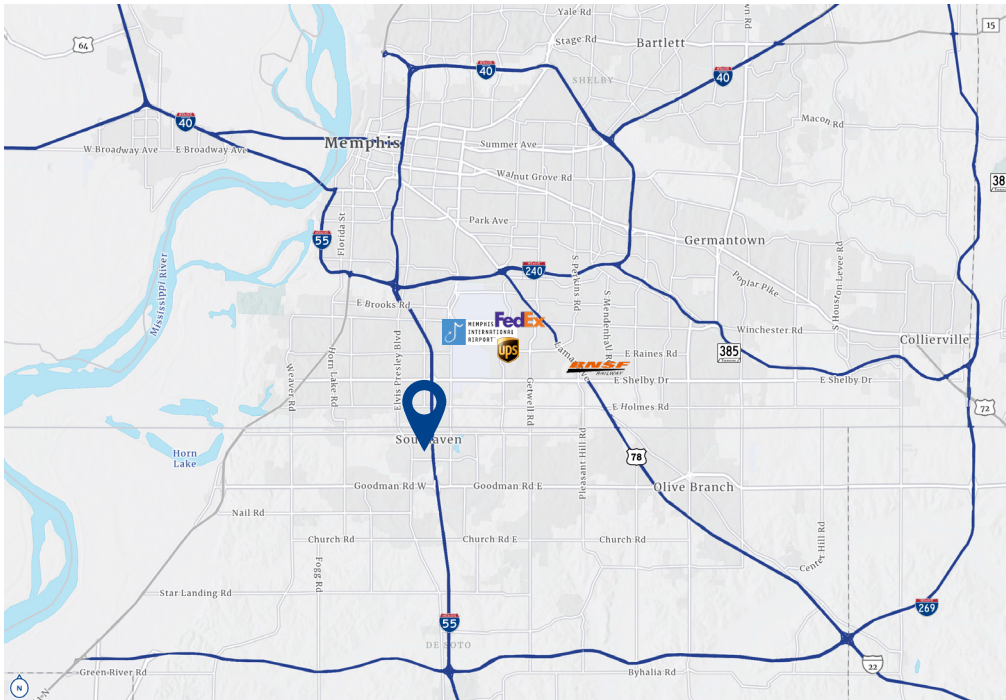 Yale Rd
64
Stage Rd
Bartlett
15
40
SHELBY
40
40
Macon Rd
W Broadway Ave
E Broadway Ave
Memphis
Summer Ave
Walnut Grove Rd
Florida St
Park Ave
55
Germantown
S Houston Levee Rd
240
S Perkins Rd
Poplar Pike
Mississippi River
E Brooks Rd
S Mendenhall Rd
MEMPHIS
INTERNATIONAL
AIRPORT
FedEx
ups
Winchester Rd
Collierville
385
E Raines Rd
Elvis Presley Blvd
Horn Lake Rd
Weaver Rd
BNSF
RAILWAY
E Shelby Dr
E Shelby Dr
Getwell Rd
E Holmes Rd
72
Horn
Lake
Pleasant Hill Rd
78
Goodman Rd W
Goodman Rd E
Olive Branch
Nail Rd
Church Rd
Church Rd E
Church Rd
Center Hill Rd
Fogg Rd
Star Landing Rd
269
55
DE SOTO
22
Green River Rd
Byhalia Rd
N